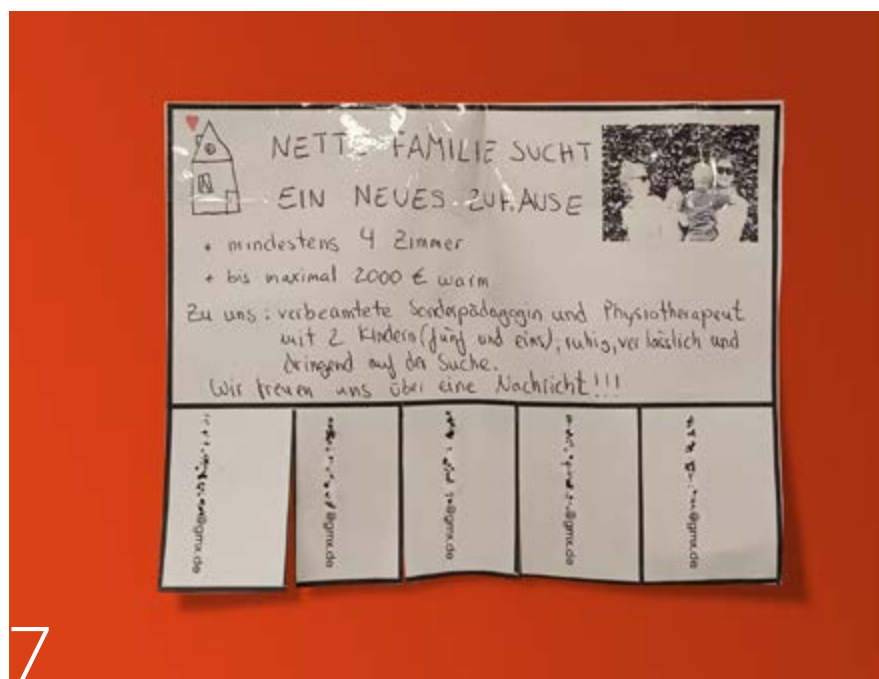 NETTE FAMILIE SUCHT
EIN NEUES ZUHAUSE
+ mindestens 4 Zimmer
+ bis maximal 2000 € warm
Zu uns: verbeamtete Sonderpädagogin und Physiotherapeut
mit 2 Kindern (fünf und eins), ruhig, verlässlich und
dringend auf der Suche.
Wir freuen uns über eine Nachricht!!!
@gmx.de
@gmx.de
@gmx.de
@gmx.de
@gmx.de
7